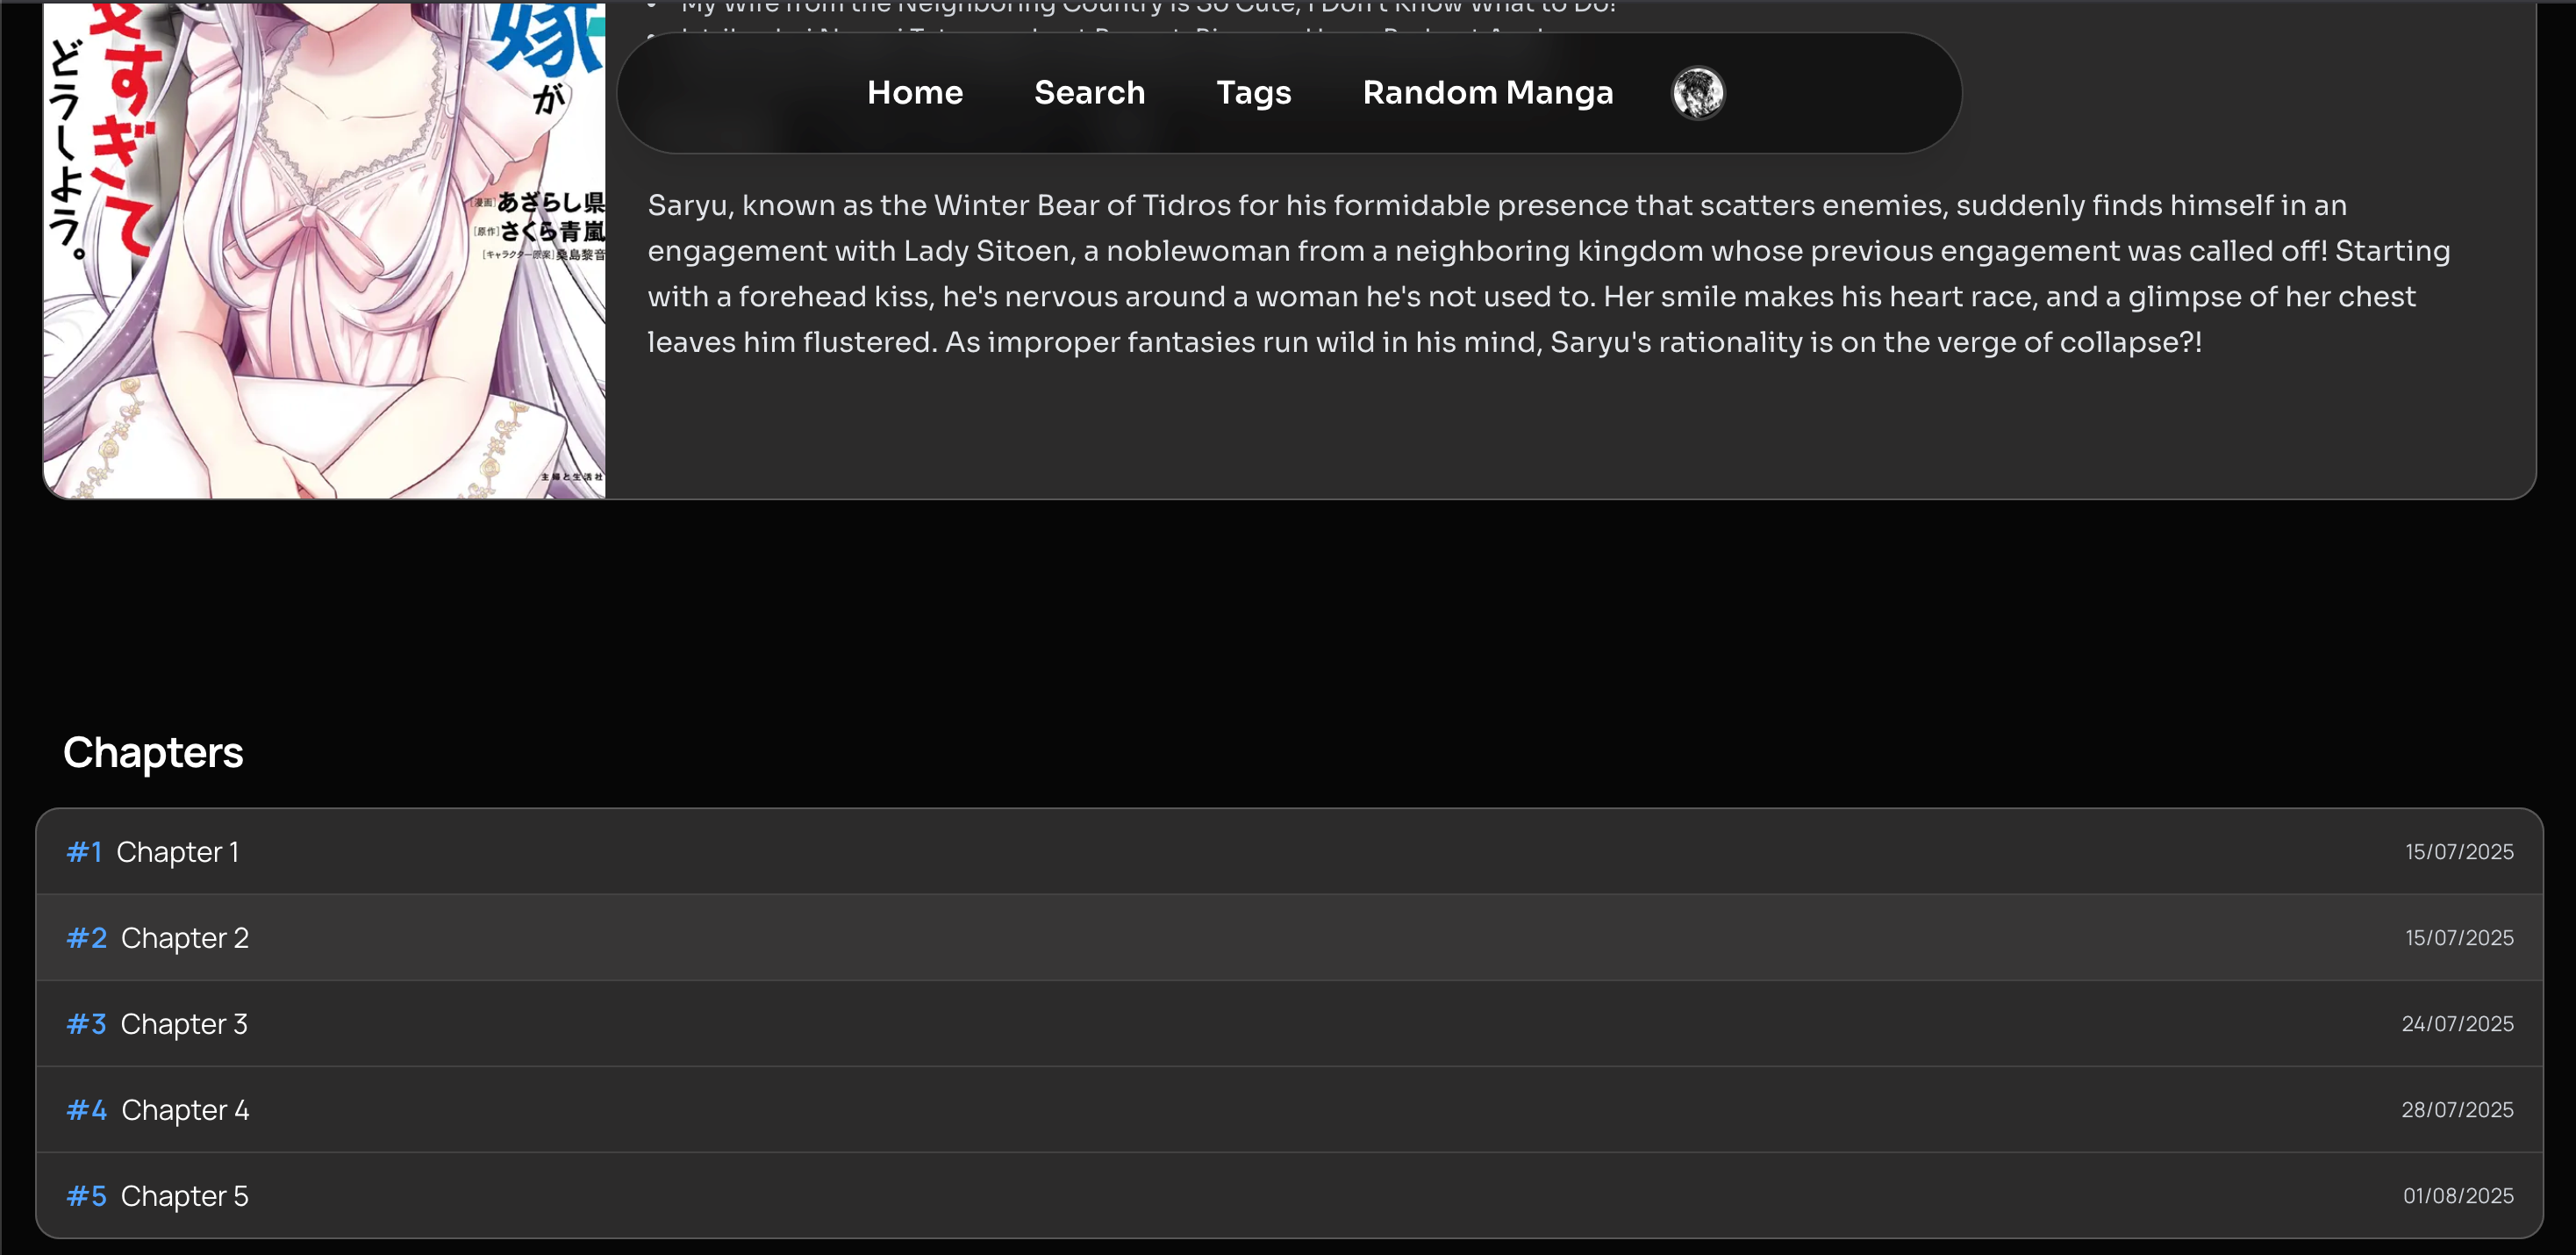 My Wife from the Neighboring Country is So Cute, I Don't Know What to Do!
Home Search Tags Random Manga
嫁が
すぎて
どうしよう。
[漫画]あざらし県
[原作]さくら青嵐
[キャラクター原案]桑島黎音
主婦と生活社
Saryu, known as the Winter Bear of Tidros for his formidable presence that scatters enemies, suddenly finds himself in an
engagement with Lady Sitoen, a noblewoman from a neighboring kingdom whose previous engagement was called off! Starting
with a forehead kiss, he's nervous around a woman he's not used to. Her smile makes his heart race, and a glimpse of her chest
leaves him flustered. As improper fantasies run wild in his mind, Saryu's rationality is on the verge of collapse?!
Chapters
#1 Chapter 1 15/07/2025
#2 Chapter 2 15/07/2025
#3 Chapter 3 24/07/2025
#4 Chapter 4 28/07/2025
#5 Chapter 5 01/08/2025